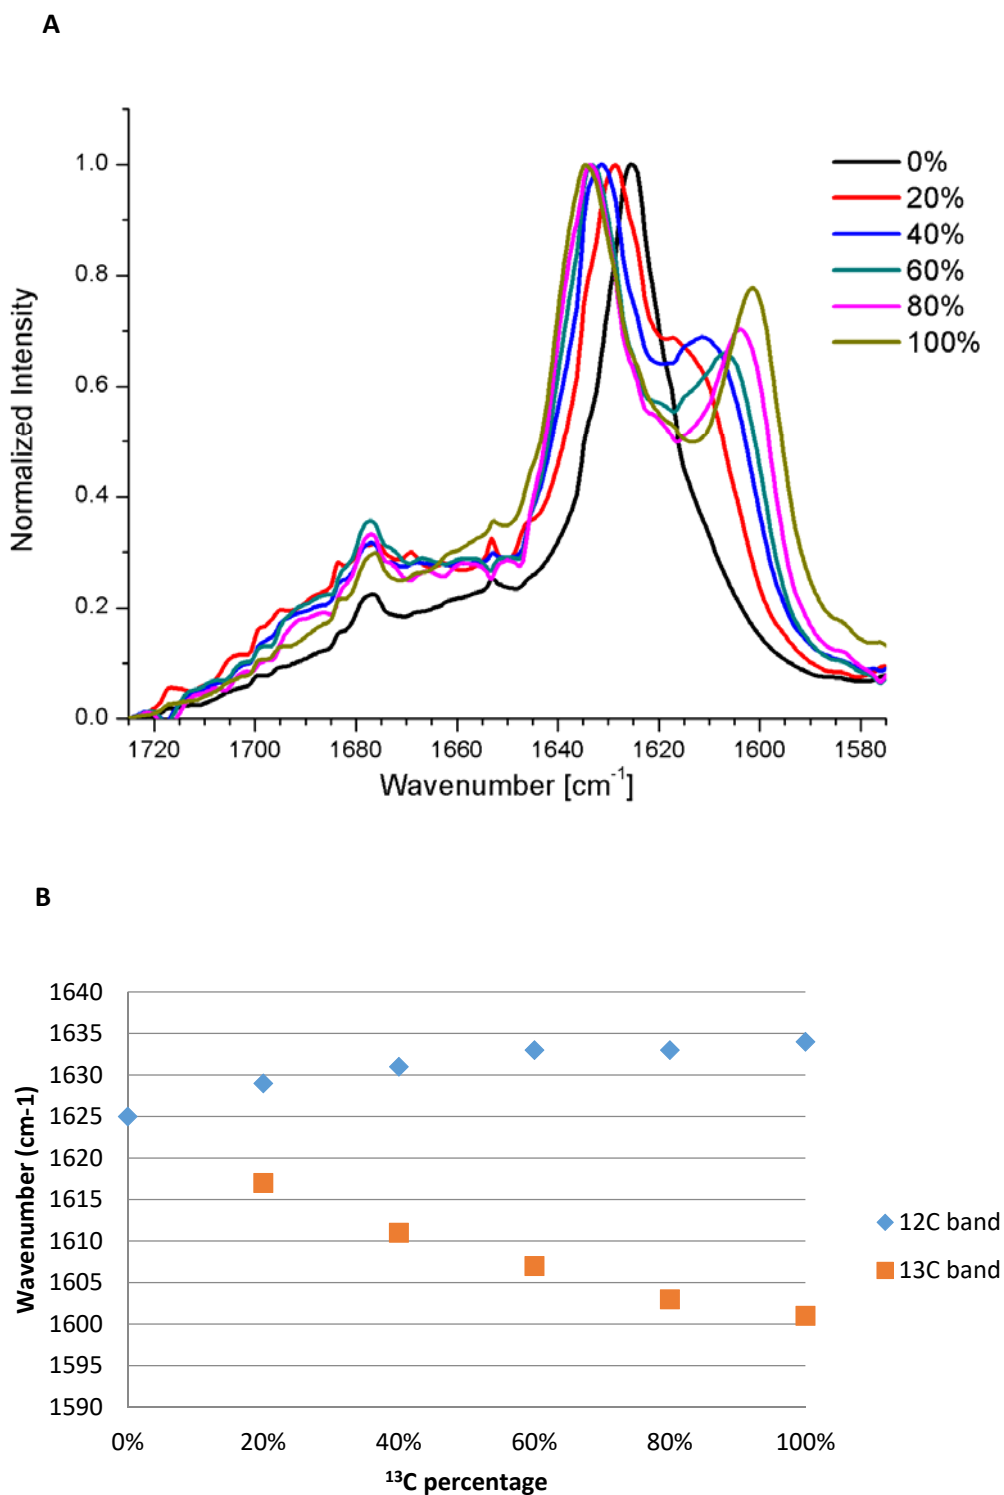 A
Normalized Intensity
1.0
0.8
0.6
0.4
0.2
0.0
1720 1700 1680 1660 1640 1620 1600 1580
Wavenumber [cm⁻¹]
0%
20%
40%
60%
80%
100%
B
Wavenumber (cm-1)
1640
1635
1630
1625
1620
1615
1610
1605
1600
1595
1590
0% 20% 40% 60% 80% 100%
¹³C percentage
12C band
13C band